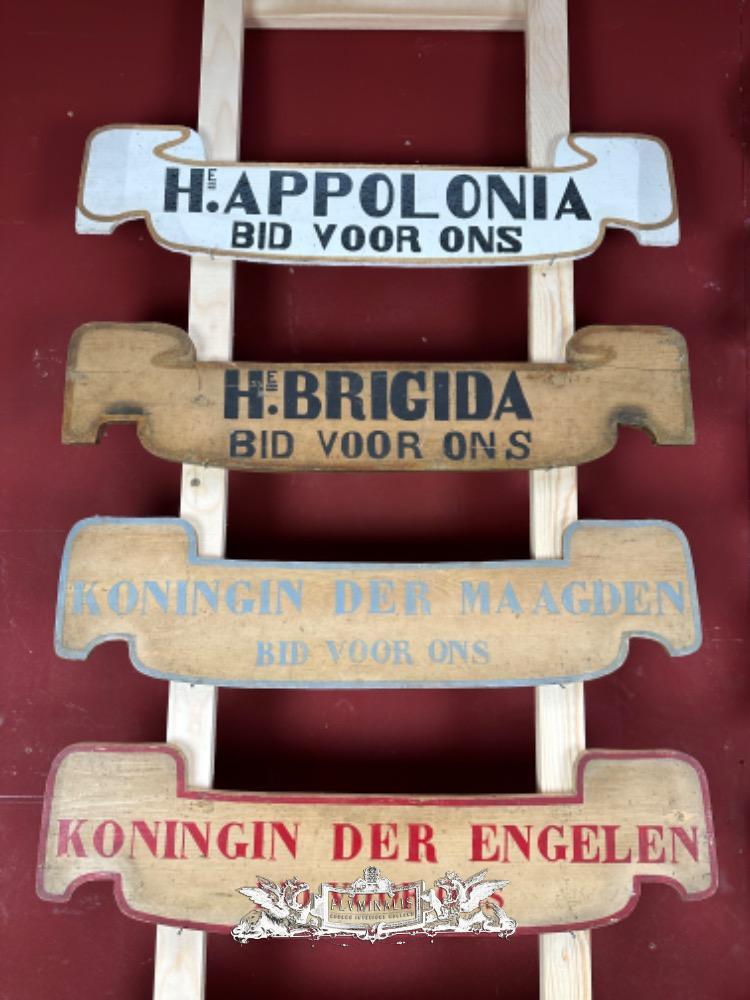 HE. APPOLONIA
BID VOOR ONS
HE. BRIGIDA
BID VOOR ONS
KONINGIN DER MAAGDEN
BID VOOR ONS
KONINGIN DER ENGELEN